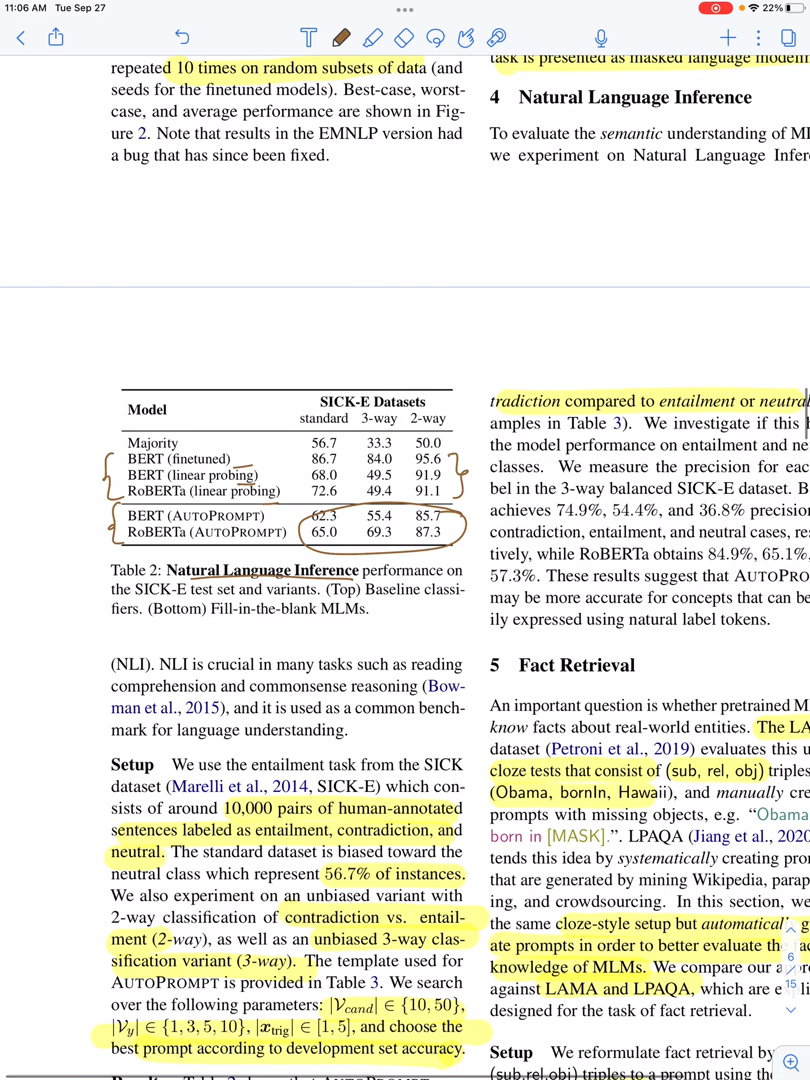 11:06 AM Tue Sep 27
22%
repeated 10 times on random subsets of data (and
seeds for the finetuned models). Best-case, worst-
case, and average performance are shown in Fig-
ure 2. Note that results in the EMNLP version had
a bug that has since been fixed.
task is presented as masked language
4 Natural Language Inference
To evaluate the semantic understanding of
we experiment on Natural Language
SICK-E Datasets
Model
standard 3-way 2-way
Majority 56.7 33.3 50.0
BERT (finetuned) 86.7 84.0 95.6
BERT (linear probing) 68.0 49.5 91.9
RoBERTa (linear probing) 72.6 49.4 91.1
BERT (AUTOPROMPT) 62.3 55.4 85.7
RoBERTa (AUTOPROMPT) 65.0 69.3 87.3
Table 2: Natural Language Inference performance on
the SICK-E test set and variants. (Top) Baseline classi-
fiers. (Bottom) Fill-in-the-blank MLMs.
(NLI). NLI is crucial in many tasks such as reading
comprehension and commonsense reasoning (Bow-
man et al., 2015), and it is used as a common bench-
mark for language understanding.
Setup We use the entailment task from the SICK
dataset (Marelli et al., 2014, SICK-E) which con-
sists of around 10,000 pairs of human-annotated
sentences labeled as entailment, contradiction, and
neutral. The standard dataset is biased toward the
neutral class which represent 56.7% of instances.
We also experiment on an unbiased variant with
2-way classification of contradiction vs. entail-
ment (2-way), as well as an unbiased 3-way clas-
sification variant (3-way). The template used for
AUTOPROMPT is provided in Table 3. We search
over the following parameters: |𝒱cand| ∈ {10, 50},
|𝒱y| ∈ {1, 3, 5, 10}, |xtrig| ∈ [1, 5], and choose the
best prompt according to development set accuracy.
tradiction compared to entailment or neutral
amples in Table 3). We investigate if this
the model performance on entailment and ne
classes. We measure the precision for eac
bel in the 3-way balanced SICK-E dataset. B
achieves 74.9%, 54.4%, and 36.8% precision
contradiction, entailment, and neutral cases, res
tively, while RoBERTa obtains 84.9%, 65.1%,
57.3%. These results suggest that AUTOPRO
may be more accurate for concepts that can be
ily expressed using natural label tokens.
5 Fact Retrieval
An important question is whether pretrained M
know facts about real-world entities. The LA
dataset (Petroni et al., 2019) evaluates this u
cloze tests that consist of (sub, rel, obj) triples
(Obama, bornIn, Hawaii), and manually cre
prompts with missing objects, e.g. “Obama
born in [MASK].”. LPAQA (Jiang et al., 2020
tends this idea by systematically creating pro
that are generated by mining Wikipedia, parap
ing, and crowdsourcing. In this section, we
the same cloze-style setup but automatically
ate prompts in order to better evaluate the fac
knowledge of MLMs. We compare our
against LAMA and LPAQA, which are
designed for the task of fact retrieval.
Setup We reformulate fact retrieval by
(sub,rel,obj) triples to a prompt using the
6
15